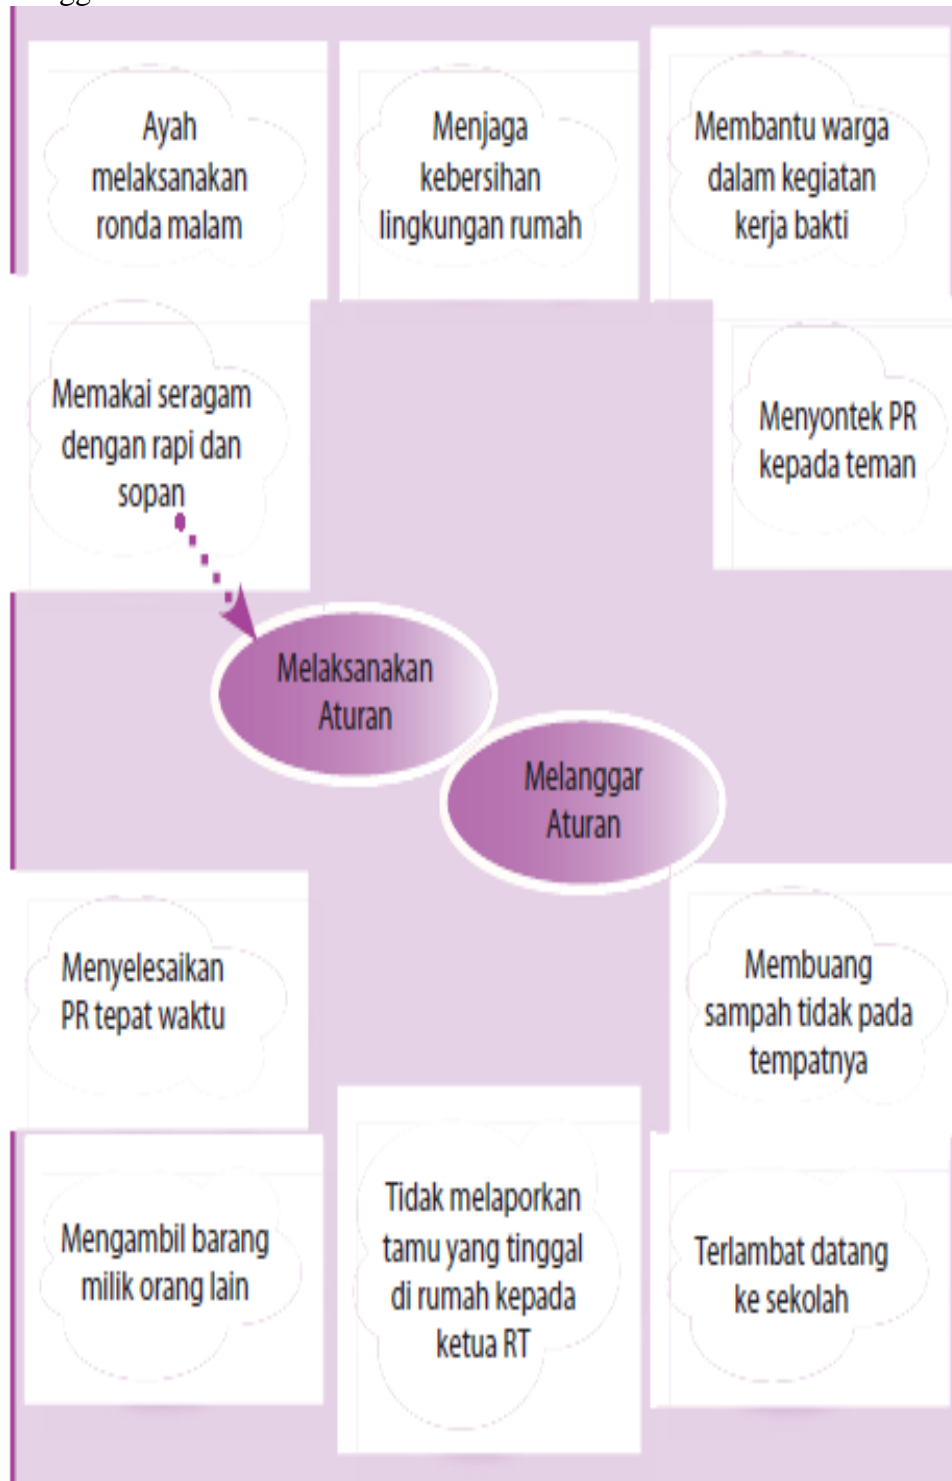 Ayah
melaksanakan
ronda malam
Menjaga
kebersihan
lingkungan rumah
Membantu warga
dalam kegiatan
kerja bakti
Memakai seragam
dengan rapi dan
sopan
Menyontek PR
kepada teman
Melaksanakan
Aturan
Melanggar
Aturan
Menyelesaikan
PR tepat waktu
Membuang
sampah tidak pada
tempatnya
Mengambil barang
milik orang lain
Tidak melaporkan
tamu yang tinggal
di rumah kepada
ketua RT
Terlambat datang
ke sekolah